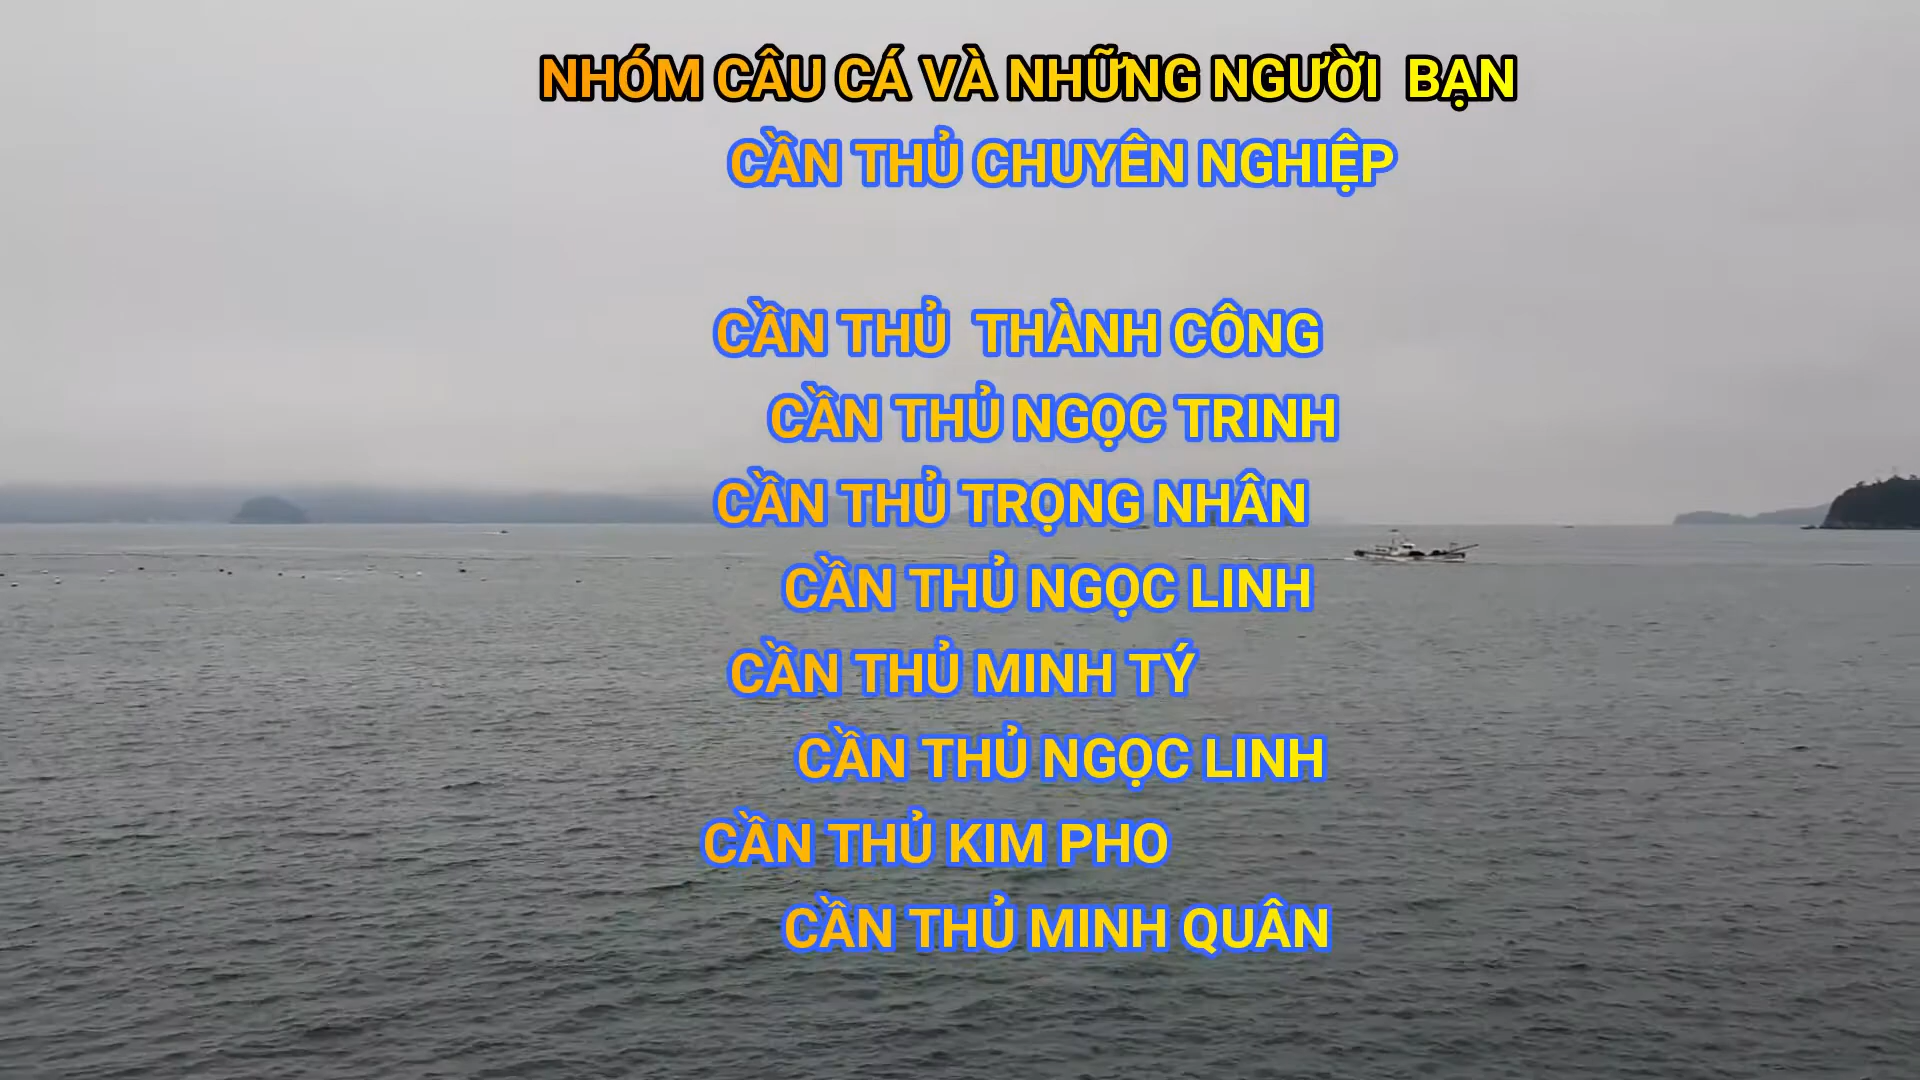 NHÓM CÂU CÁ VÀ NHỮNG NGƯỜI BẠN
CẦN THỦ CHUYÊN NGHIỆP
CẦN THỦ THÀNH CÔNG
CẦN THỦ NGỌC TRINH
CẦN THỦ TRỌNG NHÂN
CẦN THỦ NGỌC LINH
CẦN THỦ MINH TÝ
CẦN THỦ NGỌC LINH
CẦN THỦ KIM PHO
CẦN THỦ MINH QUÂN